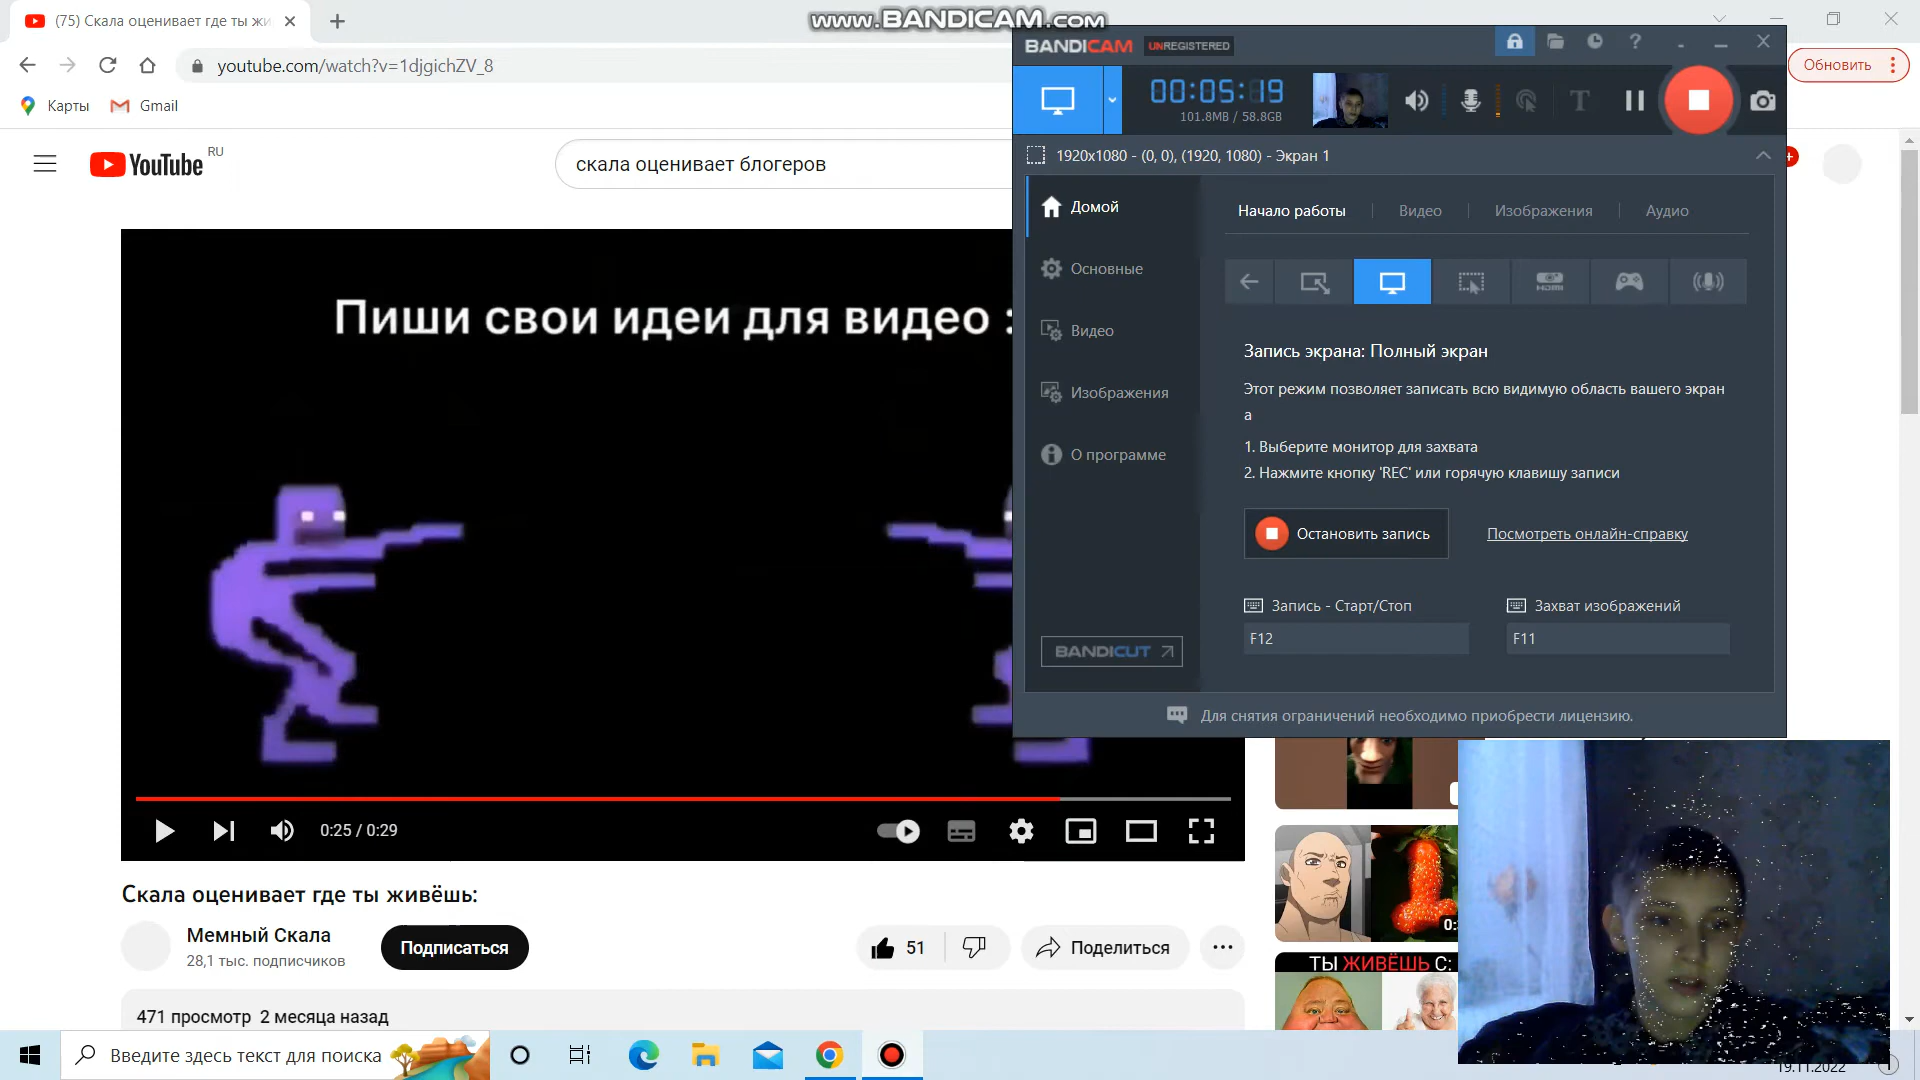 (75) Скала оценивает где ты жи
www.BANDICAM.com
youtube.com/watch?v=1djgichZV_8
Обновить
Карты
Gmail
YouTube
RU
скала оценивает блогеров
Пиши свои идеи для видео :
0:25 / 0:29
Скала оценивает где ты живёшь:
Мемный Скала
28,1 тыс. подписчиков
Подписаться
51
Поделиться
471 просмотр 2 месяца назад
BANDICAM
UNREGISTERED
00:05:19
101.8MB / 58.8GB
1920x1080 - (0, 0), (1920, 1080) - Экран 1
Домой
Основные
Видео
Изображения
О программе
BANDICUT
Начало работы
Видео
Изображения
Аудио
HDMI
Запись экрана: Полный экран
Этот режим позволяет записать всю видимую область вашего экран
а
1. Выберите монитор для захвата
2. Нажмите кнопку 'REC' или горячую клавишу записи
Остановить запись
Посмотреть онлайн-справку
Запись - Старт/Стоп
F12
Захват изображений
F11
Для снятия ограничений необходимо приобрести лицензию.
0:
ТЫ ЖИВЁШЬ С:
Введите здесь текст для поиска
19.11.2022
1